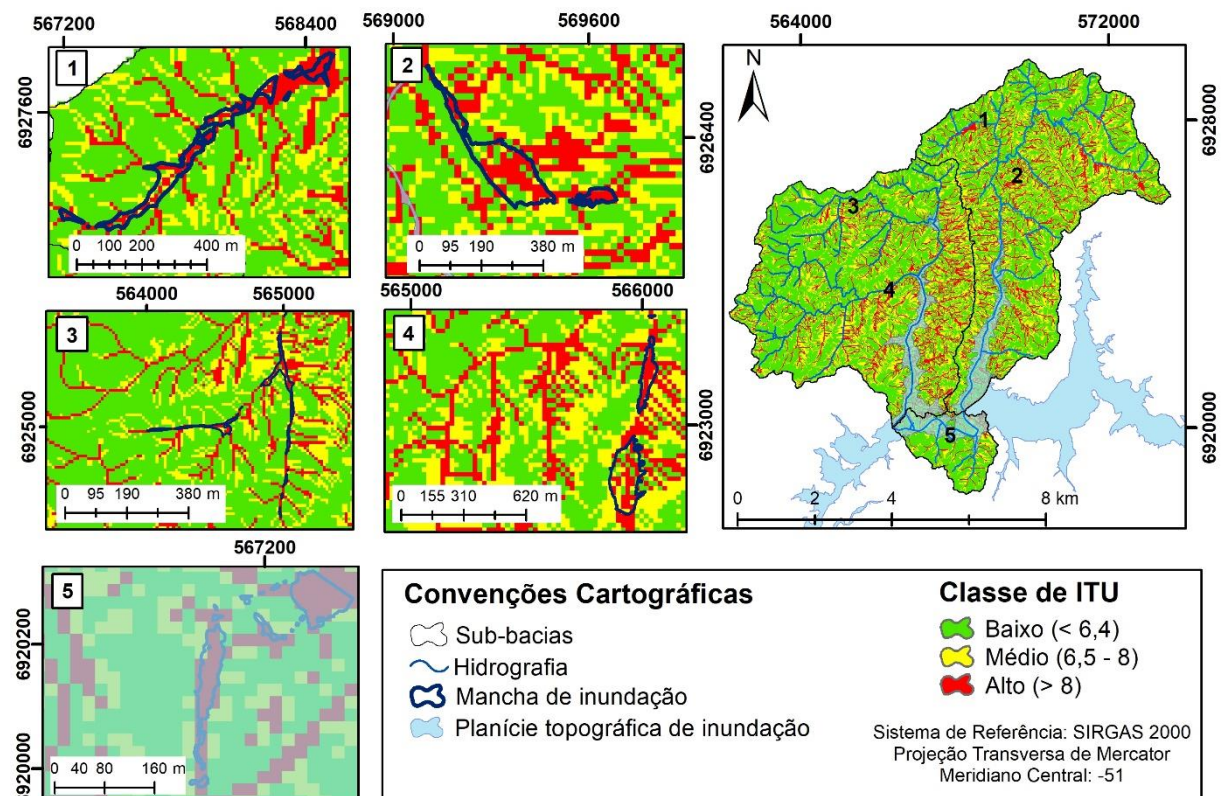 567200 568400
1
6927600
0 100 200 400 m
569000 569600
2
6926400
0 95 190 380 m
564000 572000
N
6928000
6920000
1
2
3
4
5
0 2 4 8 km
564000 565000
3
6925000
0 95 190 380 m
565000 566000
4
6923000
0 155 310 620 m
567200
5
6920200
6920000
0 40 80 160 m
Convenções Cartográficas
Sub-bacias
Hidrografia
Mancha de inundação
Planície topográfica de inundação
Classe de ITU
Baixo (< 6,4)
Médio (6,5 - 8)
Alto (> 8)
Sistema de Referência: SIRGAS 2000
Projeção Transversa de Mercator
Meridiano Central: -51